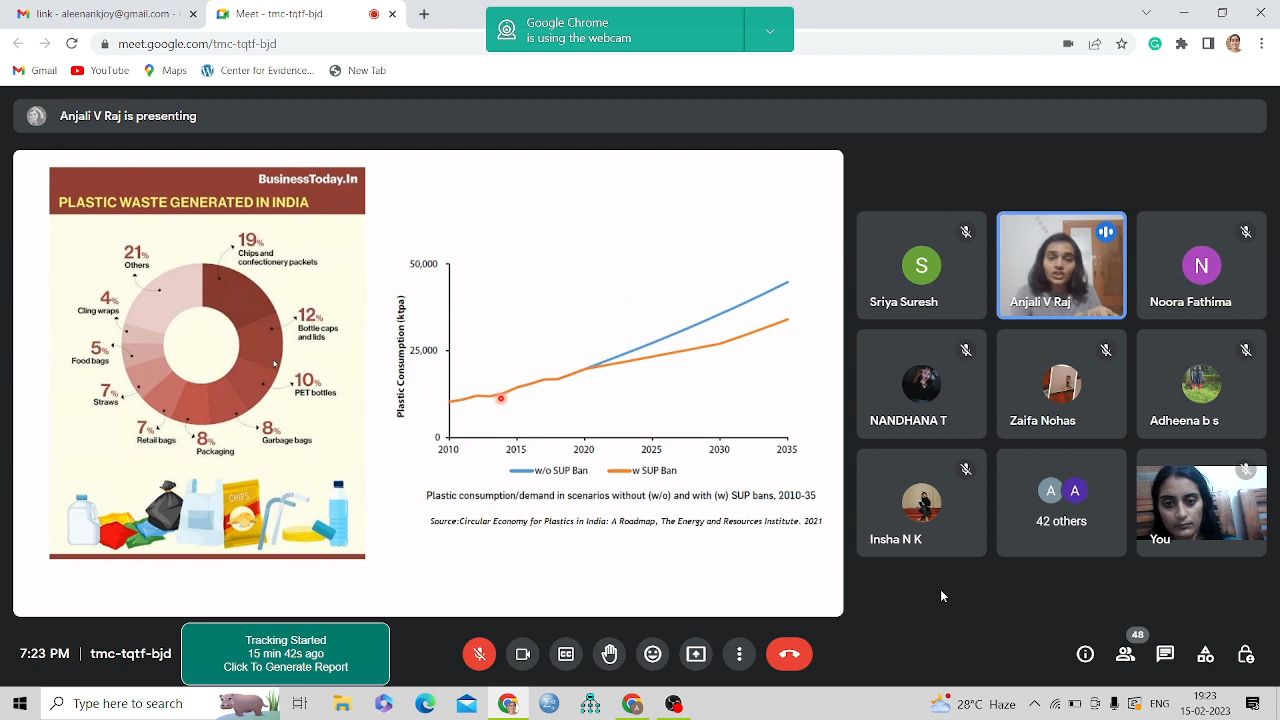 link - asenannokjr@gmail.com -
Meet - tmc-tqtf-bjd
Google Chrome
is using the webcam
meet.google.com/tmc-tqtf-bjd
Gmail
YouTube
Maps
Center for Evidence...
New Tab
Anjali V Raj is presenting
BusinessToday.In
PLASTIC WASTE GENERATED IN INDIA
19%
Chips and
confectionery packets
12%
Bottle caps
and lids
10%
PET bottles
8%
Garbage bags
8%
Packaging
7%
Retail bags
7%
Straws
5%
Food bags
4%
Cling wraps
21%
Others
CHIPS
Plastic Consumption (ktpa)
50,000
25,000
0
2010
2015
2020
2025
2030
2035
w/o SUP Ban
w SUP Ban
Plastic consumption/demand in scenarios without (w/o) and with (w) SUP bans, 2010-35
Source:Circular Economy for Plastics in India: A Roadmap, The Energy and Resources Institute. 2021
S
Sriya Suresh
Anjali V Raj
N
Noora Fathima
NANDHANA T
Zaifa Nohas
Adheena b s
Insha N K
A
A
42 others
You
7:23 PM
tmc-tqtf-bjd
Tracking Started
15 min 42s ago
Click To Generate Report
48
Type here to search
A
28°C Haze
ENG
19:23
15-02-2023